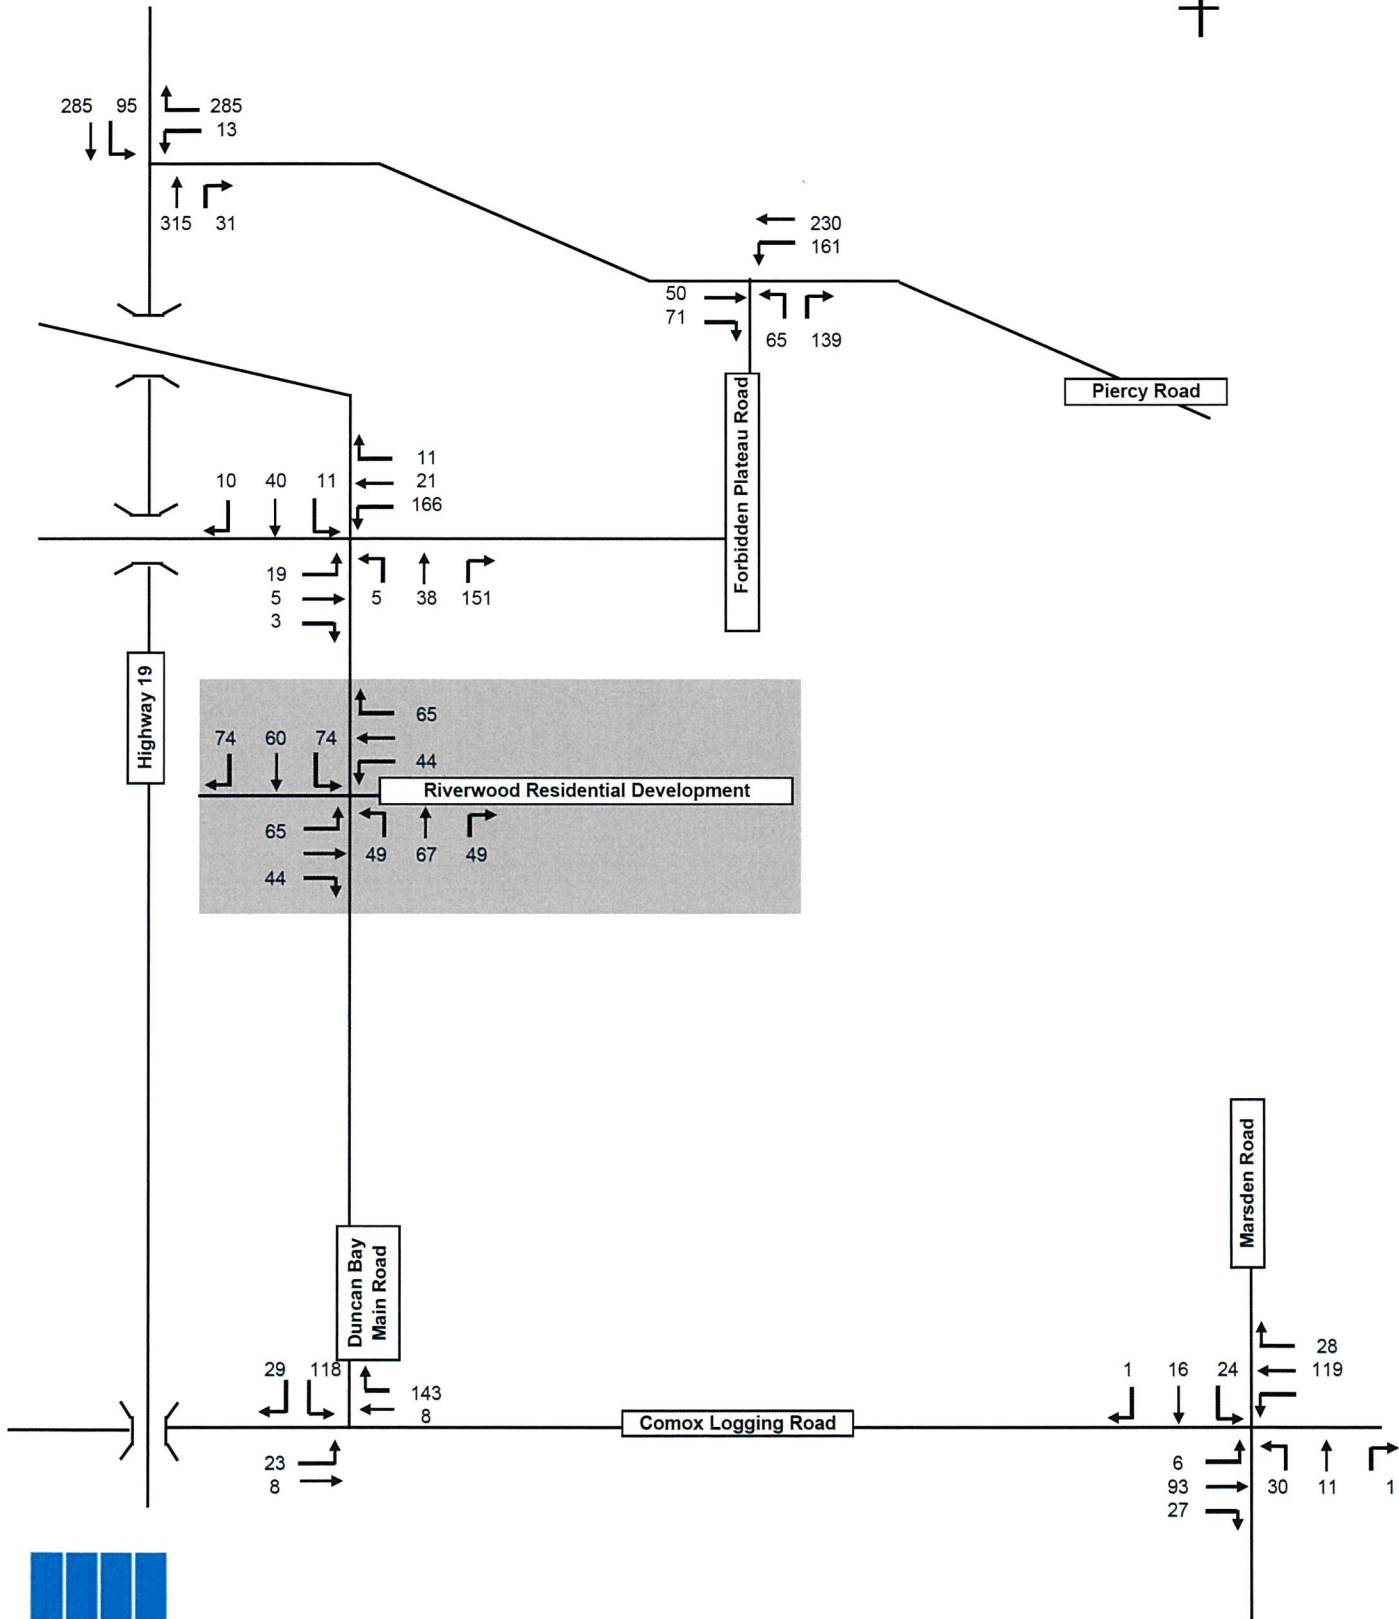 285 95 285
13
315 31
230
161
50
71
65 139
Piercy Road
Forbidden Plateau Road
11
10 40 11 21
166
19
5 5 38 151
3
Highway 19
65
74 60 74
44
Riverwood Residential Development
65
49 67 49
44
Marsden Road
Duncan Bay
Main Road
28
29 118 1 16 24 119
143
8
Comox Logging Road
23 6
8 93 30 11 1
27